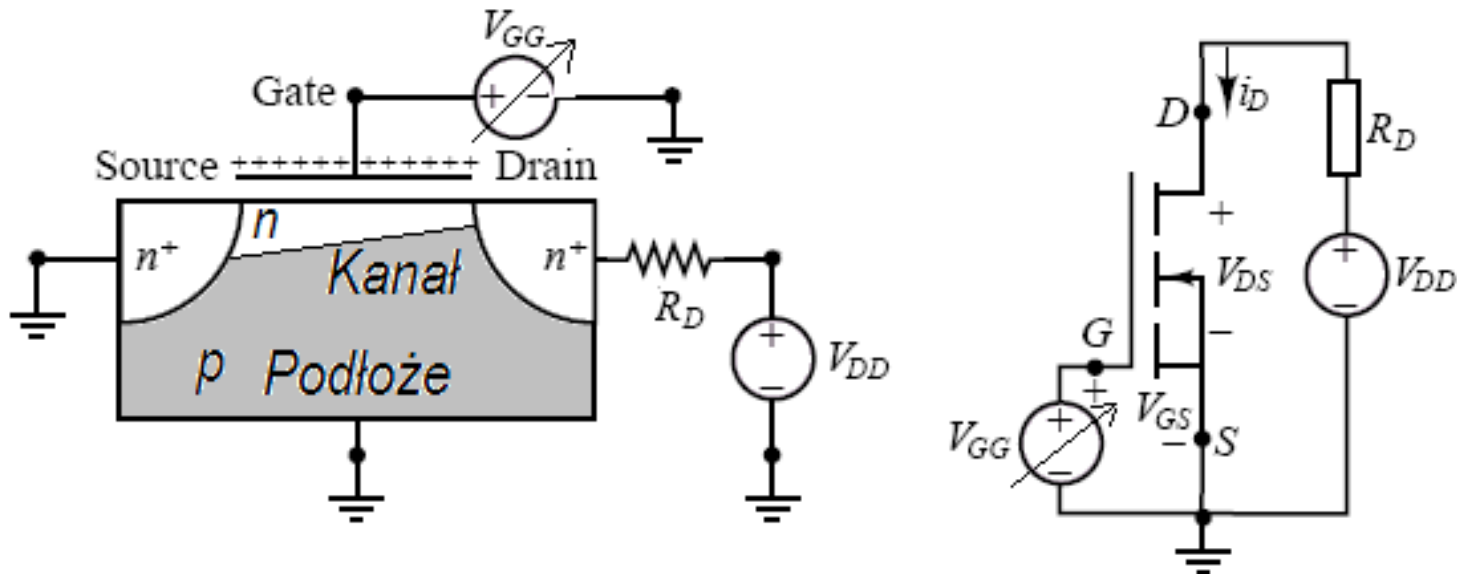 V_GG
Gate
+ −
Source ++++++ ++++++ Drain
n
n⁺ Kanał n⁺
R_D
p Podłoże
+
−
V_DD
i_D
D
R_D
+
V_DS
−
+
−
V_DD
G
+
V_GS
−
S
V_GG
+
−